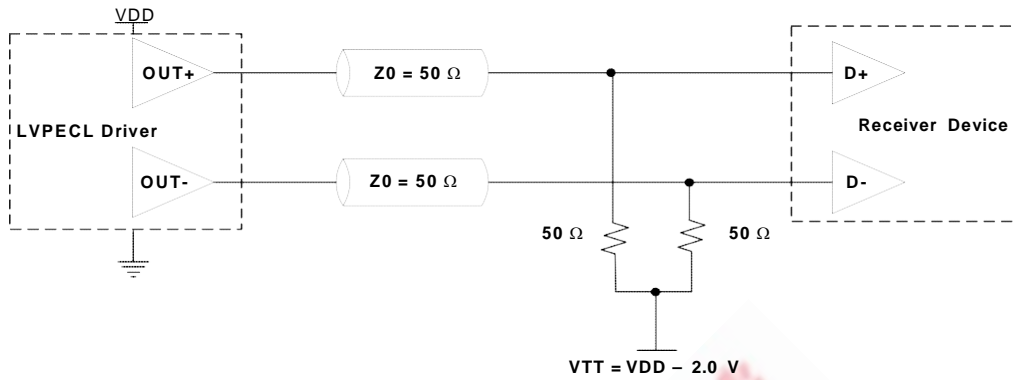 VDD
OUT+
Z0 = 50 Ω
D+
LVPECL Driver
Receiver Device
OUT-
Z0 = 50 Ω
D-
50 Ω
50 Ω
VTT = VDD – 2.0 V